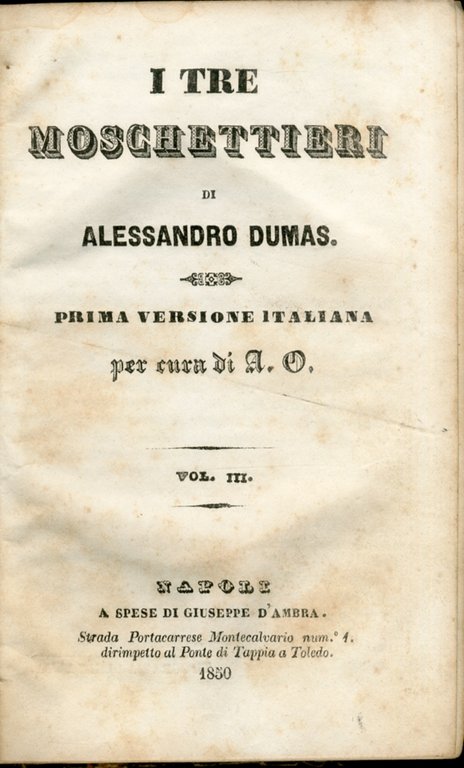 I TRE
MOSCHETTIERI
DI
ALESSANDRO DUMAS.
PRIMA VERSIONE ITALIANA
per cura di A. O.
VOL. III.
NAPOLI
A SPESE DI GIUSEPPE D'AMBRA.
Strada Portacarrese Montecalvario num.° 1.
dirimpetto al Ponte di Tappia a Toledo.
1850